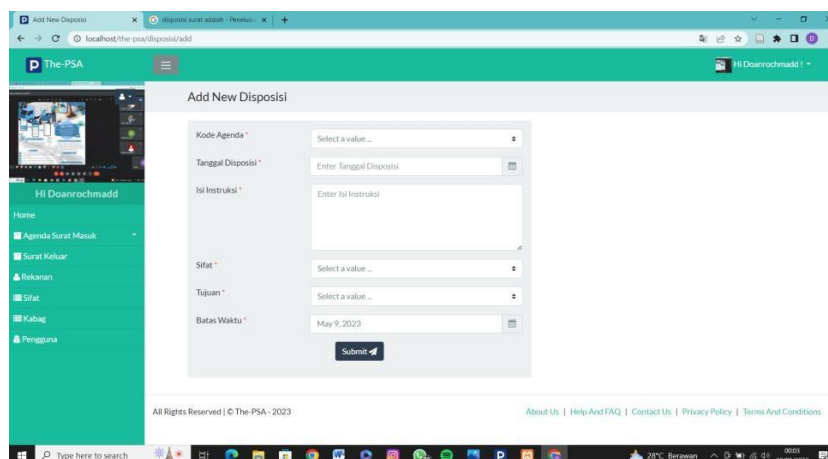 Add New Disposisi
disposisi surat adalah - Penelusu
localhost/the-psa/disposisi/add
The-PSA
Hi Doanrochmadd !
Add New Disposisi
Kode Agenda *
Select a value ...
Tanggal Disposisi *
Enter Tanggal Disposisi
Isi Instruksi *
Enter Isi Instruksi
Sifat *
Select a value ...
Tujuan *
Select a value ...
Batas Waktu *
May 9, 2023
Submit
Hi Doanrochmadd
Home
Agenda Surat Masuk
Surat Keluar
Rekanan
Sifat
Kabag
Pengguna
All Rights Reserved | © The-PSA - 2023
About Us | Help And FAQ | Contact Us | Privacy Policy | Terms And Conditions
Type here to search
28°C Berawan
00:03